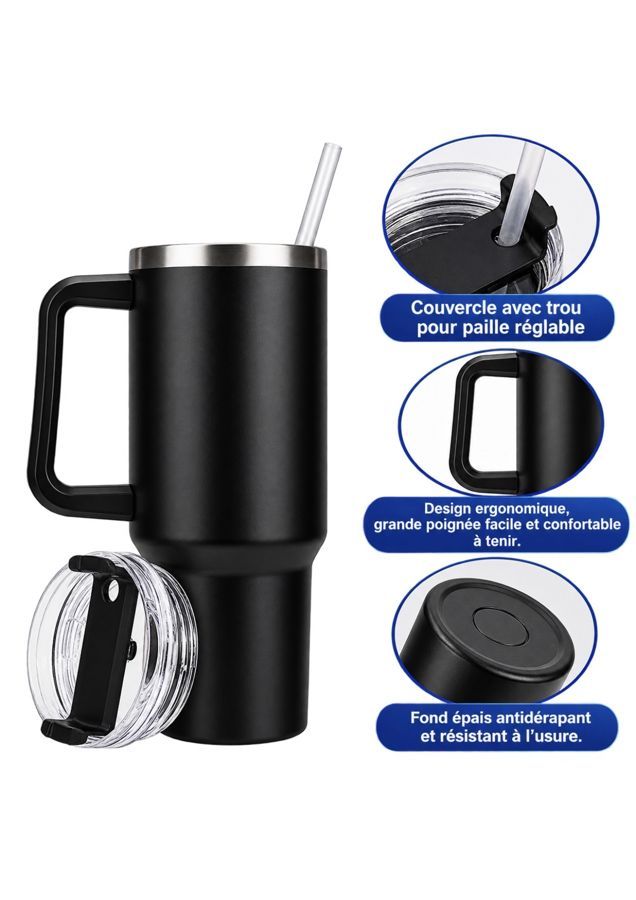 Couvercle avec trou
pour paille réglable
Design ergonomique,
grande poignée facile et confortable
à tenir.
Fond épais antidérapant
et résistant à l’usure.